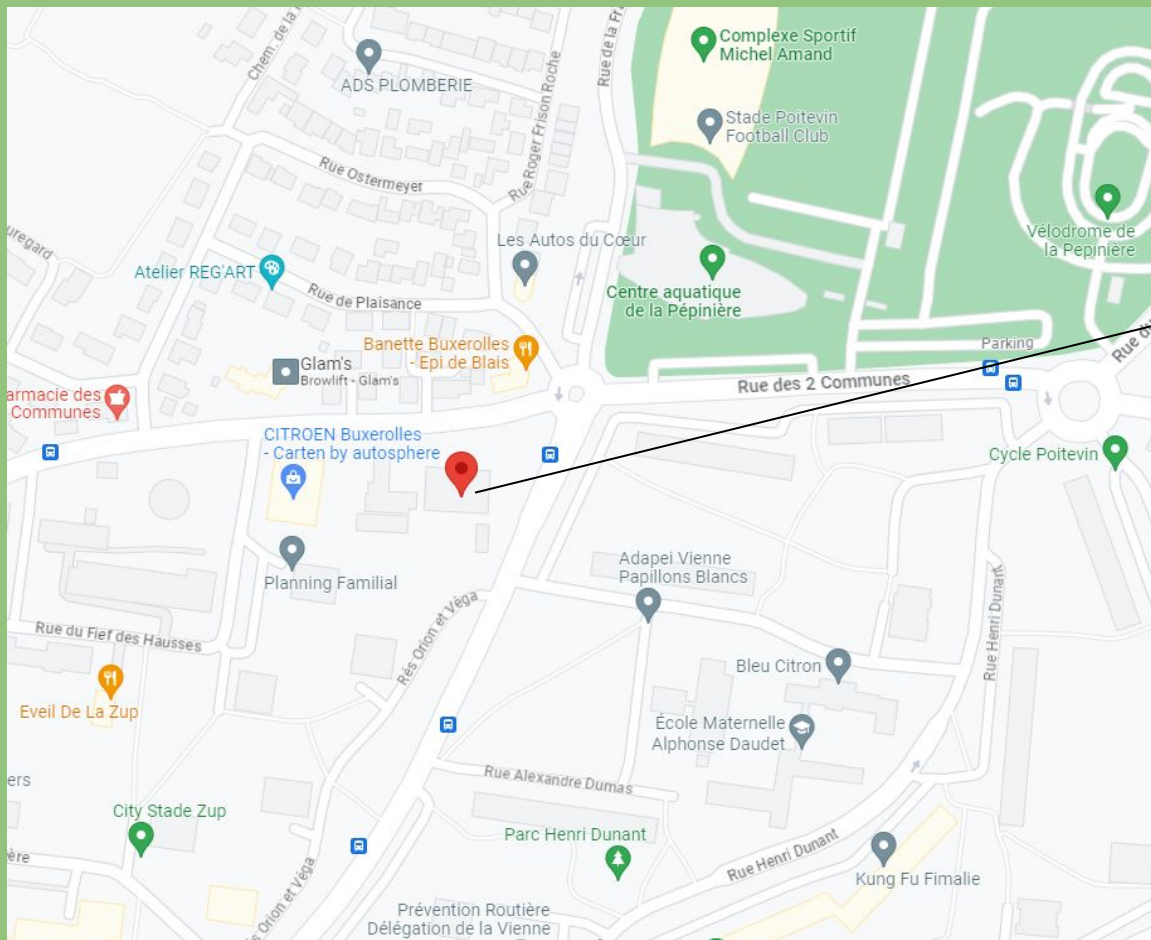 Chem. de la
ADS PLOMBERIE
Rue Roger Frison Roche
Rue de la Fra
Complexe Sportif
Michel Amand
Stade Poitevin
Football Club
Rue Ostermeyer
Vélodrome de
la Pepinière
uregard
Les Autos du Cœur
Atelier REG'ART
Rue de Plaisance
Centre aquatique
de la Pépinière
Banette Buxerolles
- Epi de Blais
Parking
Rue du
Glam's
Browlift - Glam's
Rue des 2 Communes
armacie des
Communes
CITROEN Buxerolles
- Carten by autosphere
Cycle Poitevin
Planning Familial
Adapei Vienne
Papillons Blancs
Rue du Fief des Hausses
Rés Orion et Véga
Rue Henri Dunant
Bleu Citron
Eveil De La Zup
École Maternelle
Alphonse Daudet
ers
Rue Alexandre Dumas
City Stade Zup
Parc Henri Dunant
Rue Henri Dunant
ère
Kung Fu Fimalie
s Orion et Véga
Prévention Routière
Délégation de la Vienne